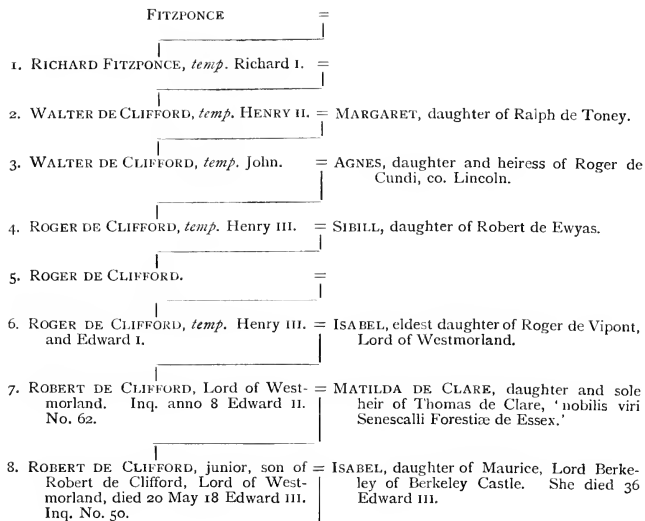 FITZPONCE =
1. RICHARD FITZPONCE, temp. Richard I. =
2. WALTER DE CLIFFORD, temp. HENRY II. = MARGARET, daughter of Ralph de Toney.
3. WALTER DE CLIFFORD, temp. John. = AGNES, daughter and heiress of Roger de
Cundi, co. Lincoln.
4. ROGER DE CLIFFORD, temp. Henry III. = SIBILL, daughter of Robert de Ewyas.
5. ROGER DE CLIFFORD. =
6. ROGER DE CLIFFORD, temp. Henry III. = ISABEL, eldest daughter of Roger de Vipont,
and Edward I. Lord of Westmorland.
7. ROBERT DE CLIFFORD, Lord of West- = MATILDA DE CLARE, daughter and sole
morland. Inq. anno 8 Edward II. heir of Thomas de Clare, ‘nobilis viri
No. 62. Senescalli Forestiæ de Essex.’
8. ROBERT DE CLIFFORD, junior, son of = ISABEL, daughter of Maurice, Lord Berke-
Robert de Clifford, Lord of West- ley of Berkeley Castle. She died 36
morland, died 20 May 18 Edward III. Edward III.
Inq. No. 50.